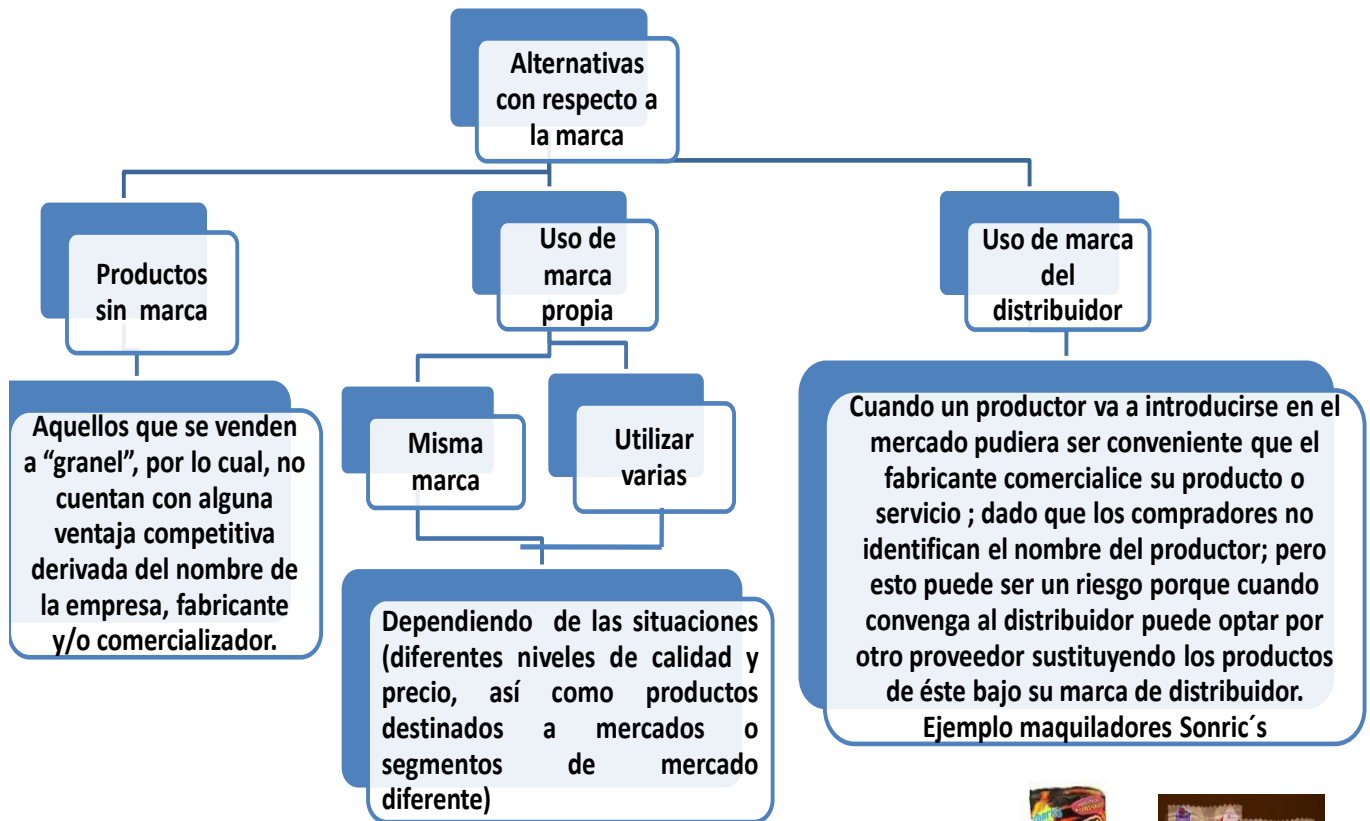 Alternativas
con respecto a
la marca
Productos
sin marca
Uso de
marca
propia
Uso de marca
del
distribuidor
Aquellos que se venden
a “granel”, por lo cual, no
cuentan con alguna
ventaja competitiva
derivada del nombre de
la empresa, fabricante
y/o comercializador.
Misma
marca
Utilizar
varias
Dependiendo de las situaciones
(diferentes niveles de calidad y
precio, así como productos
destinados a mercados o
segmentos de mercado
diferente)
Cuando un productor va a introducirse en el
mercado pudiera ser conveniente que el
fabricante comercialice su producto o
servicio ; dado que los compradores no
identifican el nombre del productor; pero
esto puede ser un riesgo porque cuando
convenga al distribuidor puede optar por
otro proveedor sustituyendo los productos
de éste bajo su marca de distribuidor.
Ejemplo maquiladores Sonric´s